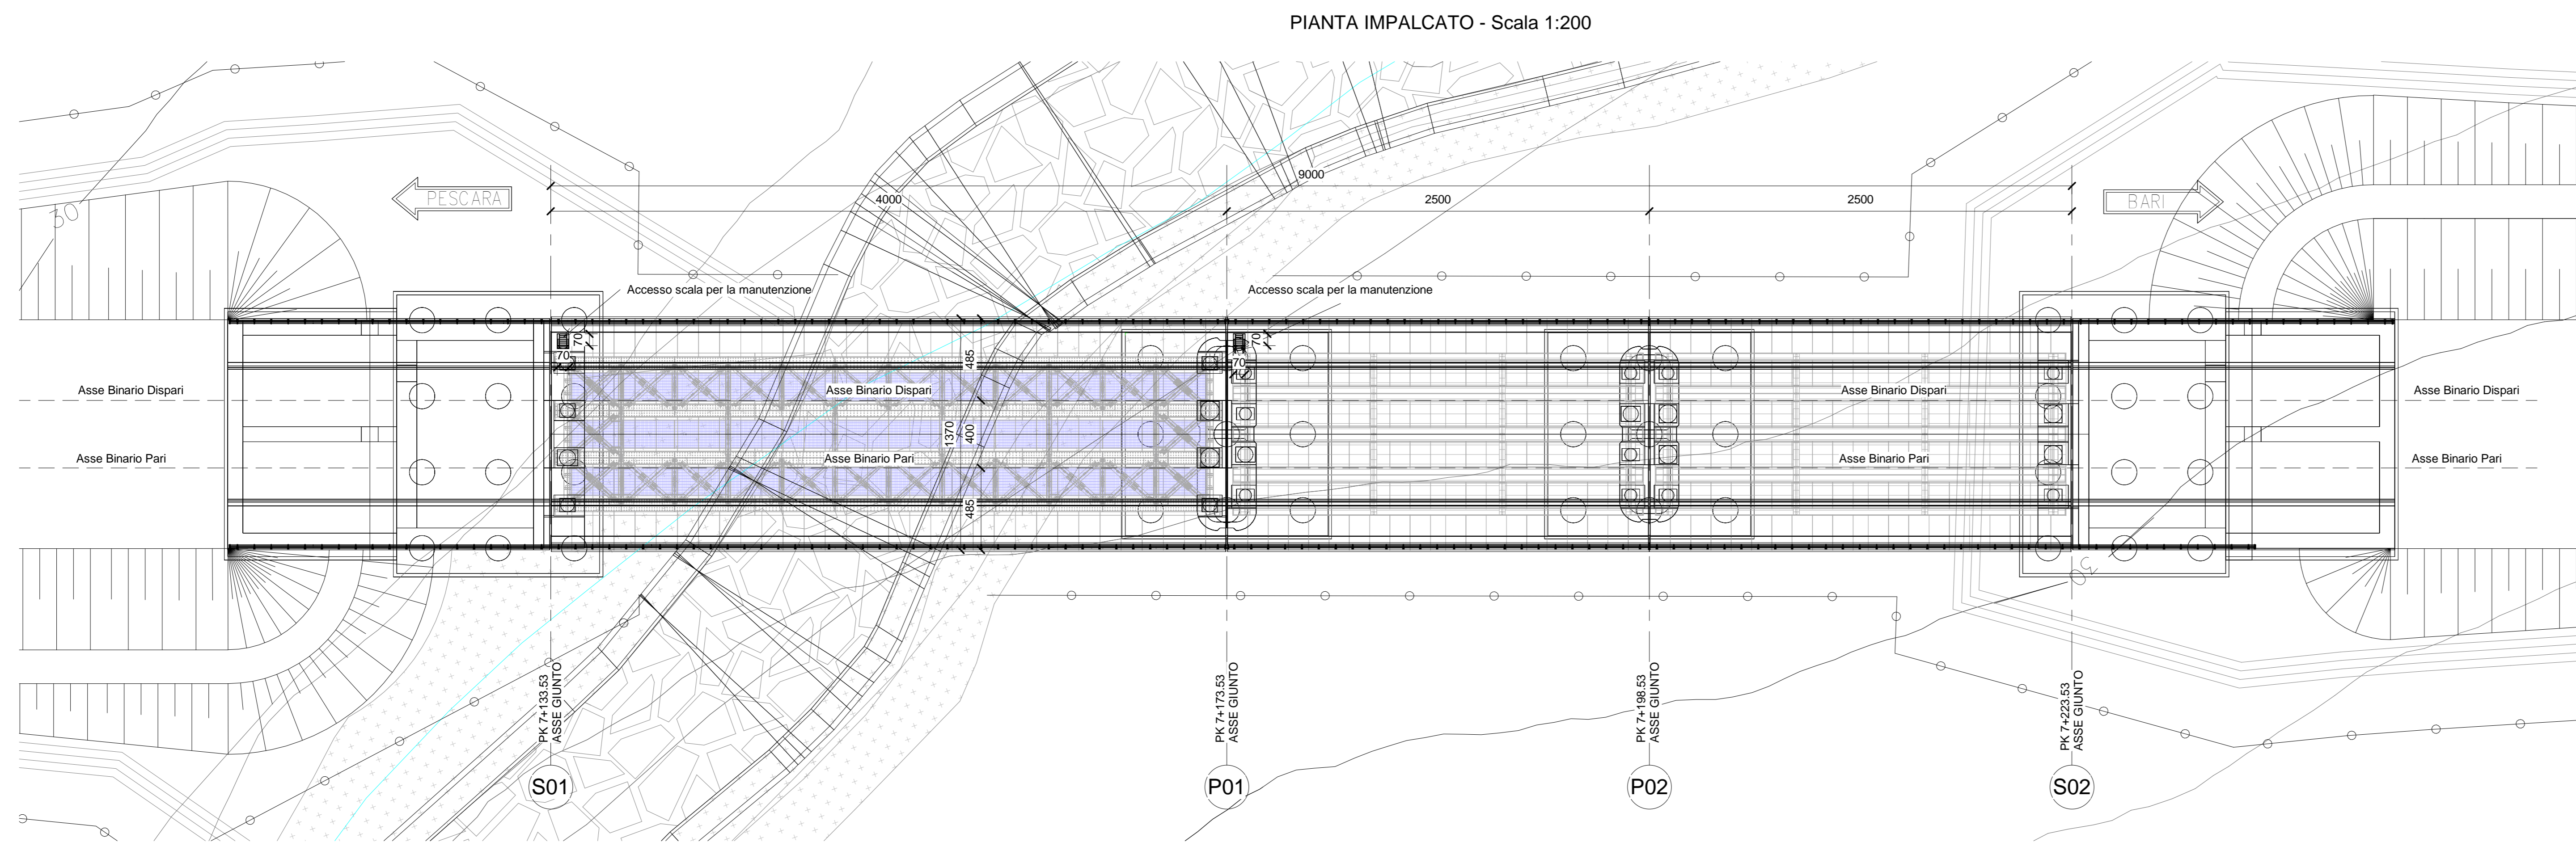 PIANTA IMPALCATO - Scala 1:200
9000
4000
2500
2500
PESCARA
BARI
30
Accesso scala per la manutenzione
Accesso scala per la manutenzione
70
70
70
70
485
Asse Binario Dispari
Asse Binario Dispari
Asse Binario Dispari
Asse Binario Dispari
1370
400
Asse Binario Pari
Asse Binario Pari
Asse Binario Pari
Asse Binario Pari
485
30
PK 7+133.53
ASSE GIUNTO
PK 7+173.53
ASSE GIUNTO
PK 7+198.53
ASSE GIUNTO
PK 7+223.53
ASSE GIUNTO
S01
P01
P02
S02